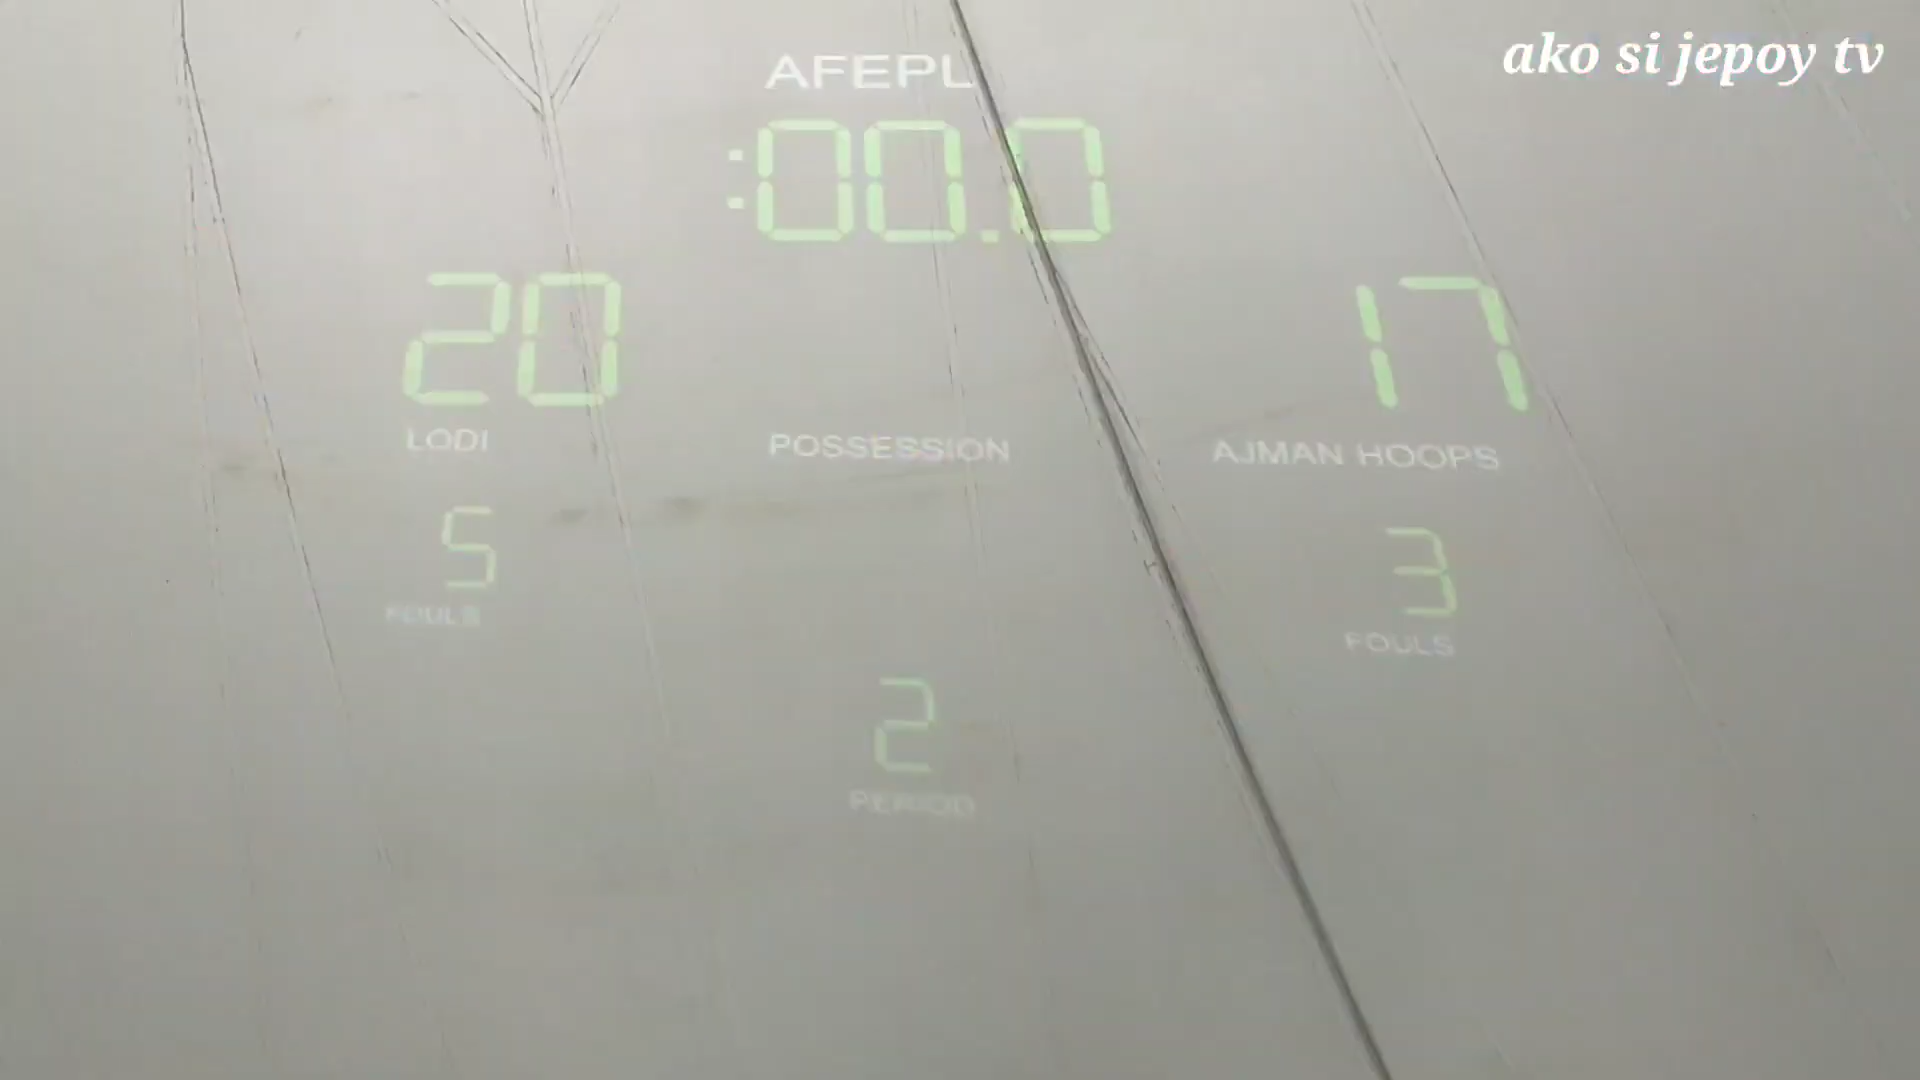 ako si jepoy tv
AFEPL
:00.0
20 17
LODI POSSESSION AJMAN HOOPS
5 3
FOULS FOULS
2
PERIOD